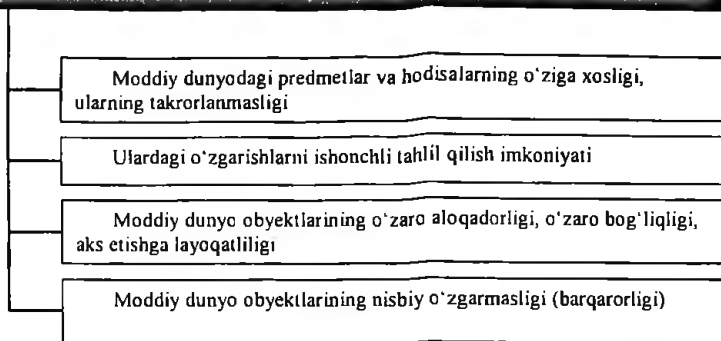 Moddiy dunyodagi predmetlar va hodisalarning o‘ziga xosligi,
ularning takrorlanmasligi
Ulardagi o‘zgarishlarni ishonchli tahlil qilish imkoniyati
Moddiy dunyo obyektlarining o‘zaro aloqadorligi, o‘zaro bog‘liqligi,
aks etishga layoqatliligi
Moddiy dunyo obyektlarining nisbiy o‘zgarmasligi (barqarorligi)